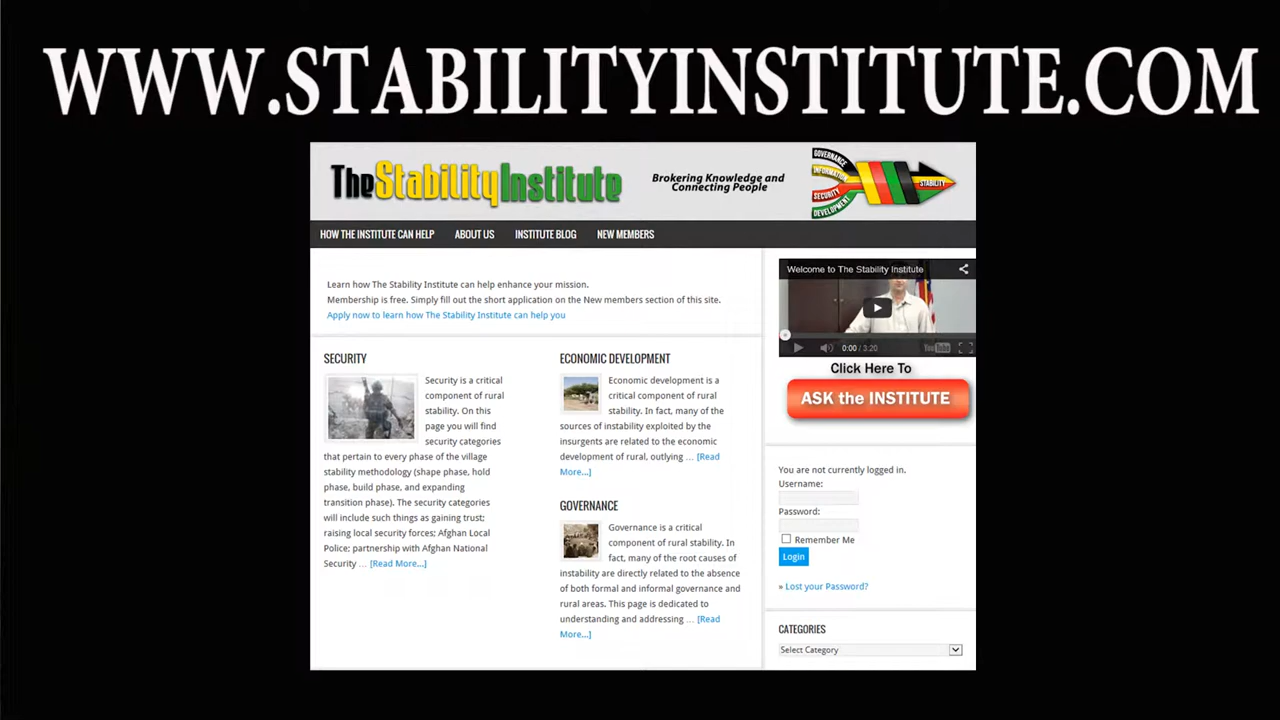 WWW.STABILITYINSTITUTE.COM
TheStabilityInstitute
Brokering Knowledge and
Connecting People
GOVERNANCE
INFORMATION
SECURITY
DEVELOPMENT
STABILITY
HOW THE INSTITUTE CAN HELP ABOUT US INSTITUTE BLOG NEW MEMBERS
Learn how The Stability Institute can help enhance your mission.
Membership is free. Simply fill out the short application on the New members section of this site.
Apply now to learn how The Stability Institute can help you
SECURITY
Security is a critical
component of rural
stability. On this
page you will find
security categories
that pertain to every phase of the village
stability methodology (shape phase, hold
phase, build phase, and expanding
transition phase). The security categories
will include such things as gaining trust;
raising local security forces; Afghan Local
Police; partnership with Afghan National
Security ... [Read More...]
ECONOMIC DEVELOPMENT
Economic development is a
critical component of rural
stability. In fact, many of the
sources of instability exploited by the
insurgents are related to the economic
development of rural, outlying ... [Read
More...]
GOVERNANCE
Governance is a critical
component of rural stability. In
fact, many of the root causes of
instability are directly related to the absence
of both formal and informal governance and
rural areas. This page is dedicated to
understanding and addressing ... [Read
More...]
Welcome to The Stability Institute
0:00 / 3:20 YouTube
Click Here To
ASK the INSTITUTE
You are not currently logged in.
Username:
Password:
Remember Me
Login
» Lost your Password?
CATEGORIES
Select Category